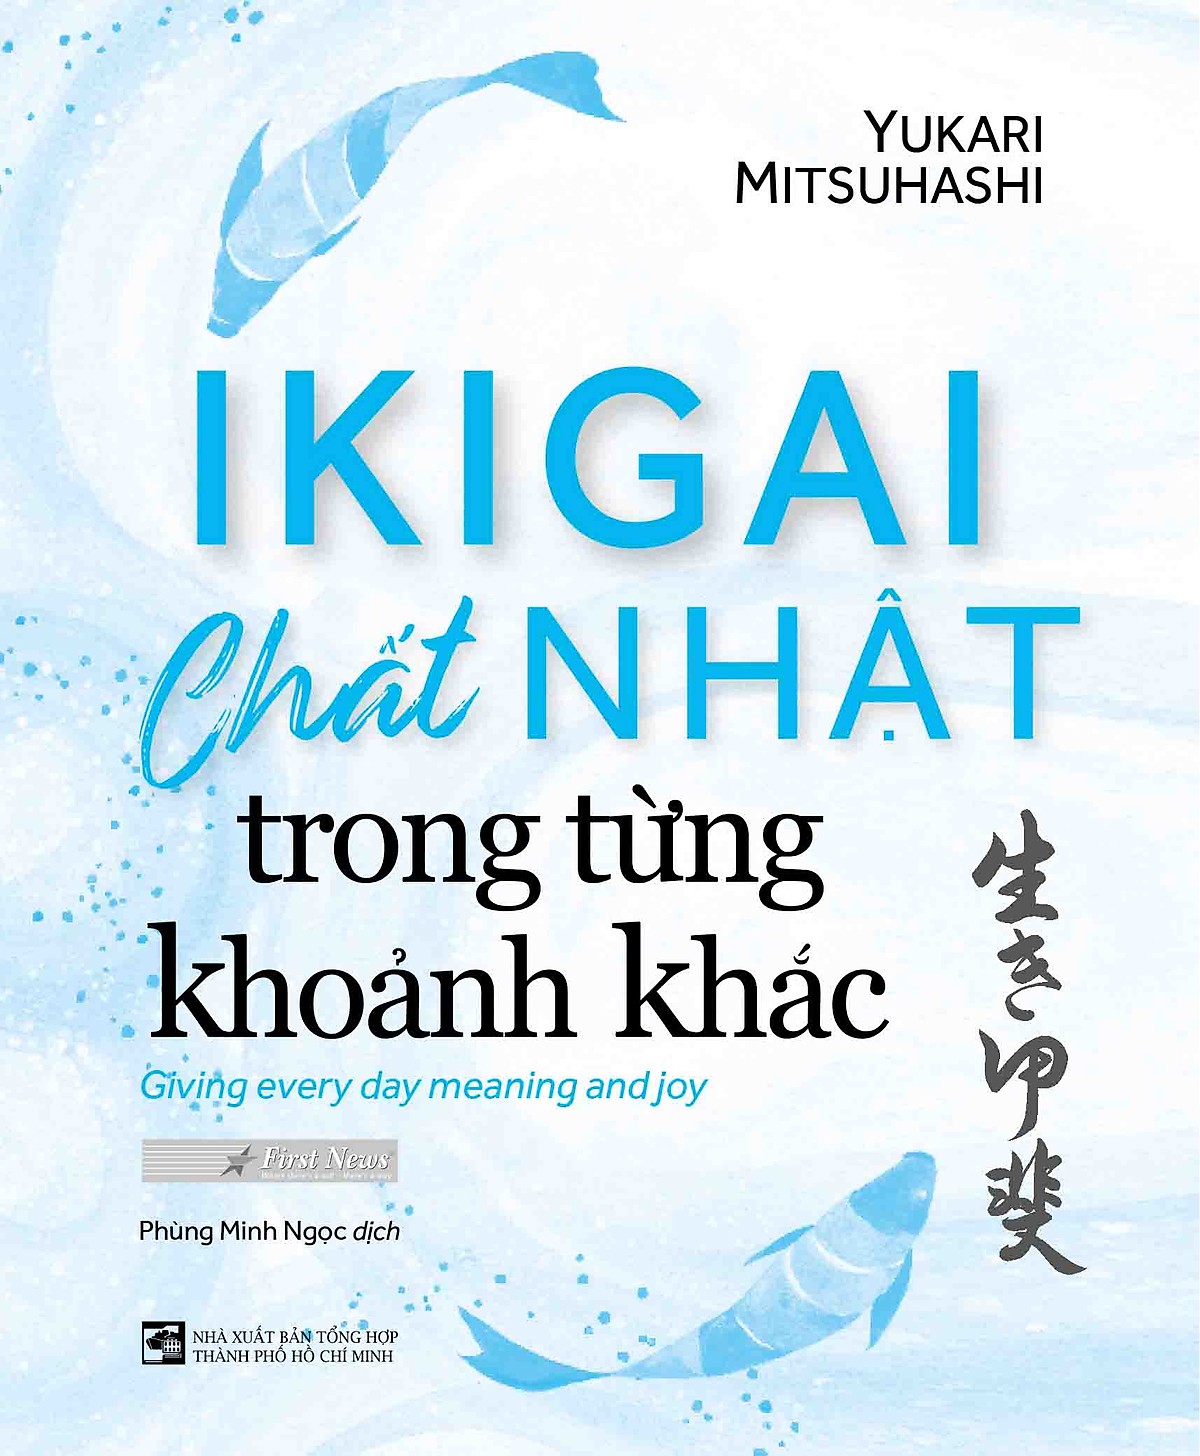 YUKARI
MITSUHASHI
IKIGAI
Chất NHẬT
trong từng
khoảnh khắc
生き甲斐
Giving every day meaning and joy
First News
Phùng Minh Ngọc dịch
NHÀ XUẤT BẢN TỔNG HỢP
THÀNH PHỐ HỒ CHÍ MINH